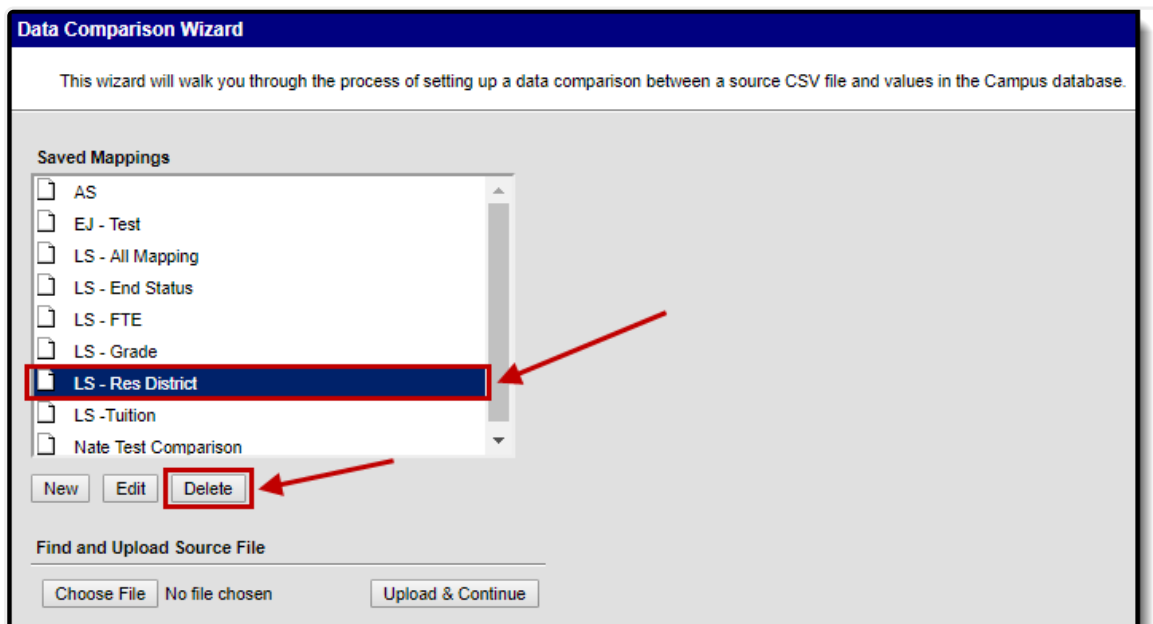 Data Comparison Wizard
This wizard will walk you through the process of setting up a data comparison between a source CSV file and values in the Campus database.
Saved Mappings
AS
EJ - Test
LS - All Mapping
LS - End Status
LS - FTE
LS - Grade
LS - Res District
LS -Tuition
Nate Test Comparison
New Edit Delete
Find and Upload Source File
Choose File No file chosen Upload & Continue